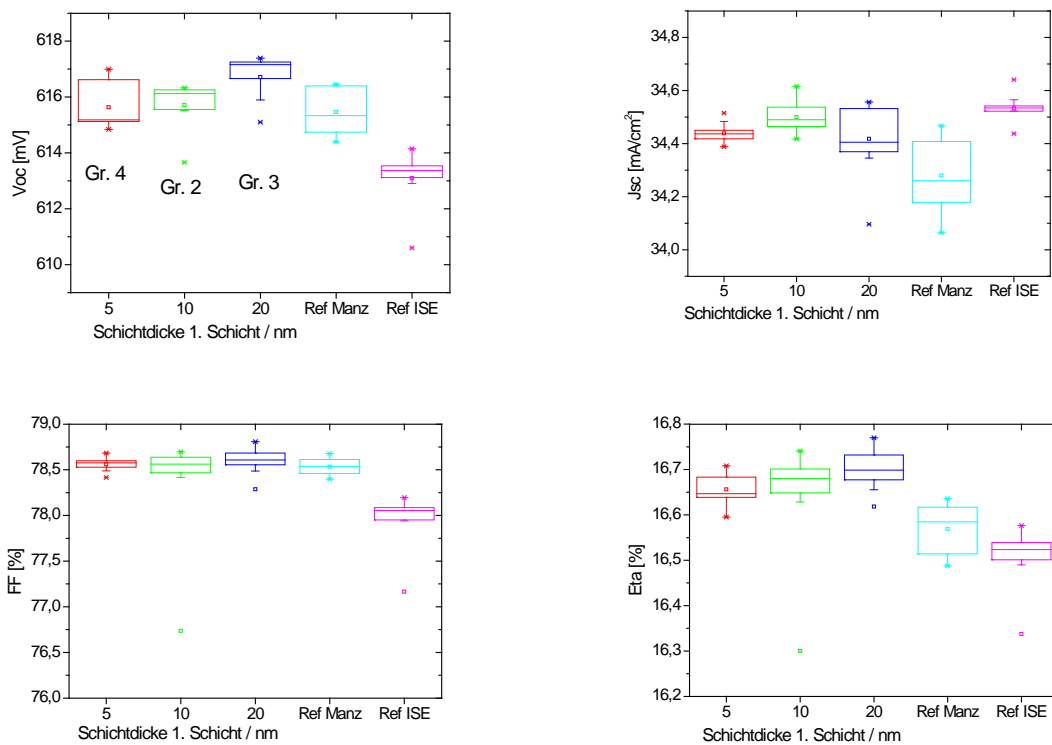 618
616
614
612
610
Voc [mV]
Gr. 4
Gr. 2
Gr. 3
5
10
20
Ref Manz
Ref ISE
Schichtdicke 1. Schicht / nm
34,8
34,6
34,4
34,2
34,0
Jsc [mA/cm²]
5
10
20
Ref Manz
Ref ISE
Schichtdicke 1. Schicht / nm
79,0
78,5
78,0
77,5
77,0
76,5
76,0
FF [%]
5
10
20
Ref Manz
Ref ISE
Schichtdicke 1. Schicht / nm
16,8
16,7
16,6
16,5
16,4
16,3
16,2
Eta [%]
5
10
20
Ref Manz
Ref ISE
Schichtdicke 1. Schicht / nm